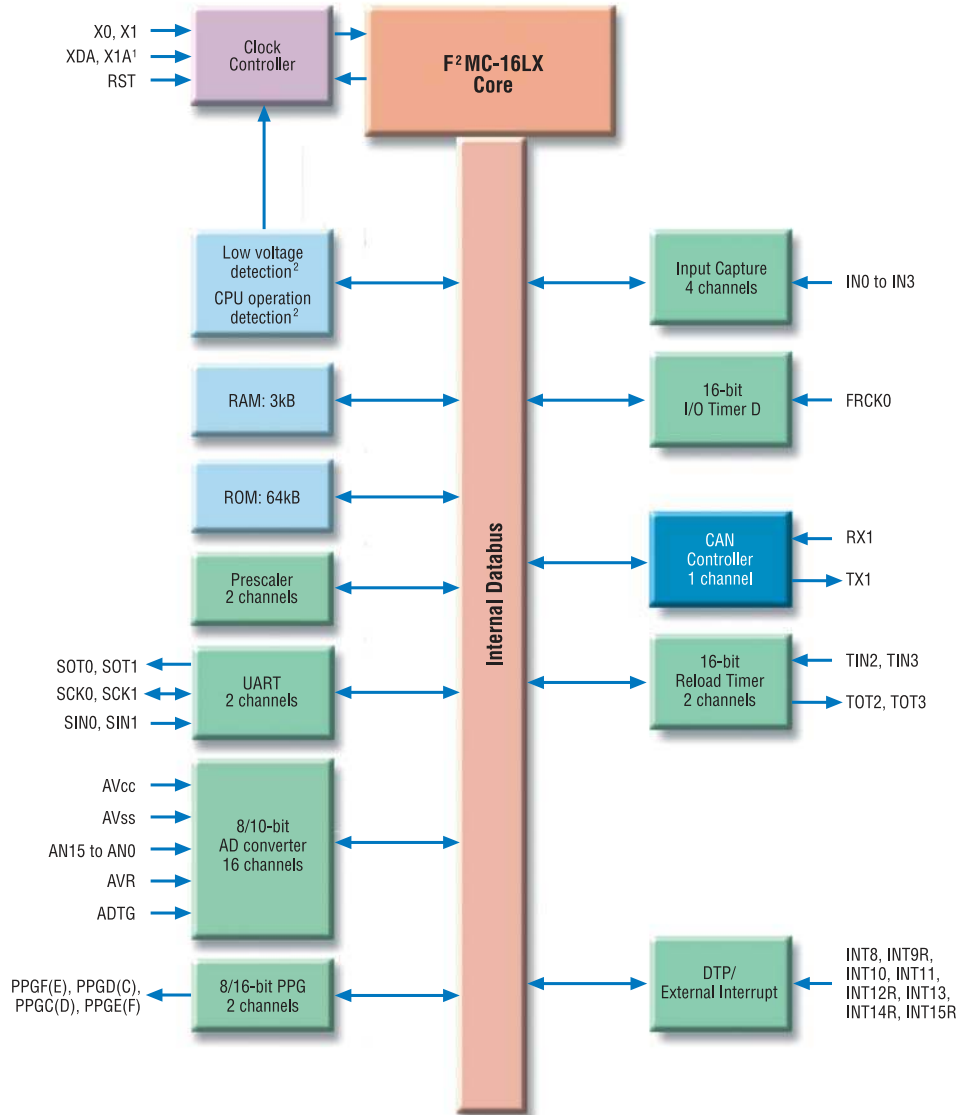 X0, X1
XDA, X1A¹
RST
Clock
Controller
F²MC-16LX
Core
Low voltage
detection²
CPU operation
detection²
RAM: 3kB
ROM: 64kB
Prescaler
2 channels
SOT0, SOT1
SCK0, SCK1
SIN0, SIN1
UART
2 channels
AVcc
AVss
AN15 to AN0
AVR
ADTG
8/10-bit
AD converter
16 channels
PPGF(E), PPGD(C),
PPGC(D), PPGE(F)
8/16-bit PPG
2 channels
Internal Databus
Input Capture
4 channels
IN0 to IN3
16-bit
I/O Timer D
FRCK0
CAN
Controller
1 channel
RX1
TX1
16-bit
Reload Timer
2 channels
TIN2, TIN3
TOT2, TOT3
DTP/
External Interrupt
INT8, INT9R,
INT10, INT11,
INT12R, INT13,
INT14R, INT15R